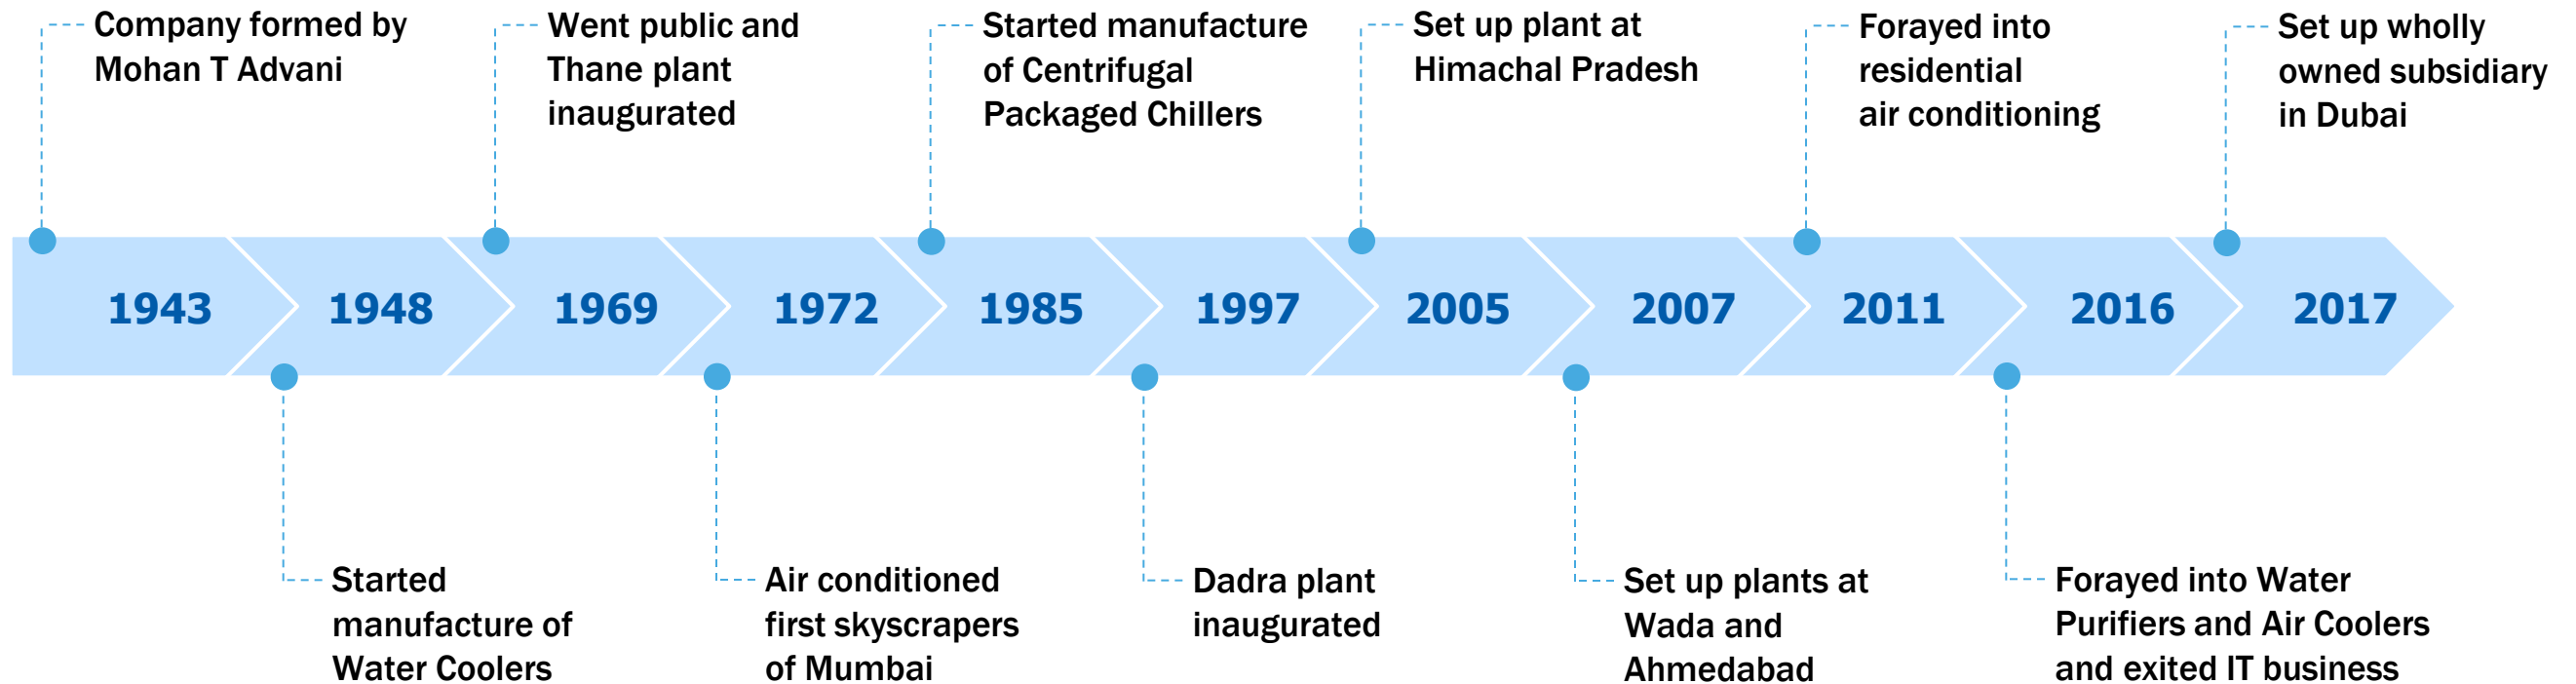 Company formed by
Mohan T Advani
Went public and
Thane plant
inaugurated
Started manufacture
of Centrifugal
Packaged Chillers
Set up plant at
Himachal Pradesh
Forayed into
residential
air conditioning
Set up wholly
owned subsidiary
in Dubai
1943 1948 1969 1972 1985 1997 2005 2007 2011 2016 2017
Started
manufacture of
Water Coolers
Air conditioned
first skyscrapers
of Mumbai
Dadra plant
inaugurated
Set up plants at
Wada and
Ahmedabad
Forayed into Water
Purifiers and Air Coolers
and exited IT business